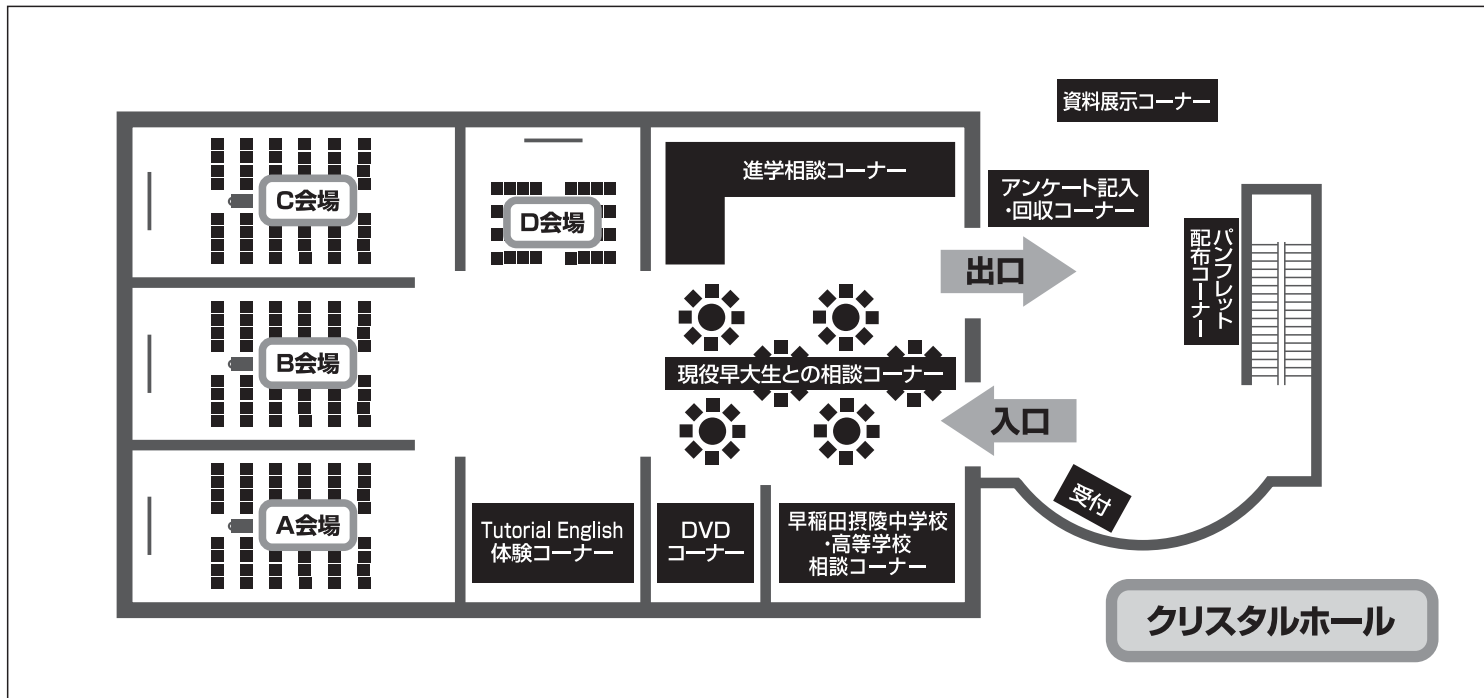 資料展示コーナー
進学相談コーナー
アンケート記入
・回収コーナー
C会場
D会場
パンフレット
配布コーナー
出口
B会場
現役早大生との相談コーナー
入口
A会場
受付
Tutorial English
体験コーナー
DVD
コーナー
早稲田摂陵中学校
・高等学校
相談コーナー
クリスタルホール